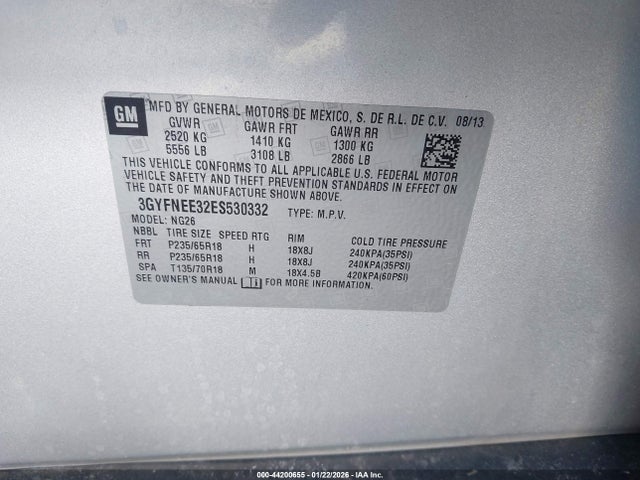 GM
MFD BY GENERAL MOTORS DE MEXICO, S. DE R.L. DE C.V. 08/13
GVWR GAWR FRT GAWR RR
2520 KG 1410 KG 1300 KG
5556 LB 3108 LB 2866 LB
THIS VEHICLE CONFORMS TO ALL APPLICABLE U.S. FEDERAL MOTOR
VEHICLE SAFETY AND THEFT PREVENTION STANDARDS IN EFFECT ON
THE DATE OF MANUFACTURE SHOWN ABOVE.
3GYFNEE32ES530332 TYPE: M.P.V.
MODEL: NG26
NBBL TIRE SIZE SPEED RTG RIM COLD TIRE PRESSURE
FRT P235/65R18 H 18X8J 240KPA(35PSI)
RR P235/65R18 H 18X8J 240KPA(35PSI)
SPA T135/70R18 M 18X4.5B 420KPA(60PSI)
SEE OWNER'S MANUAL FOR MORE INFORMATION.
000-44200655 - 01/22/2026 - IAA Inc.